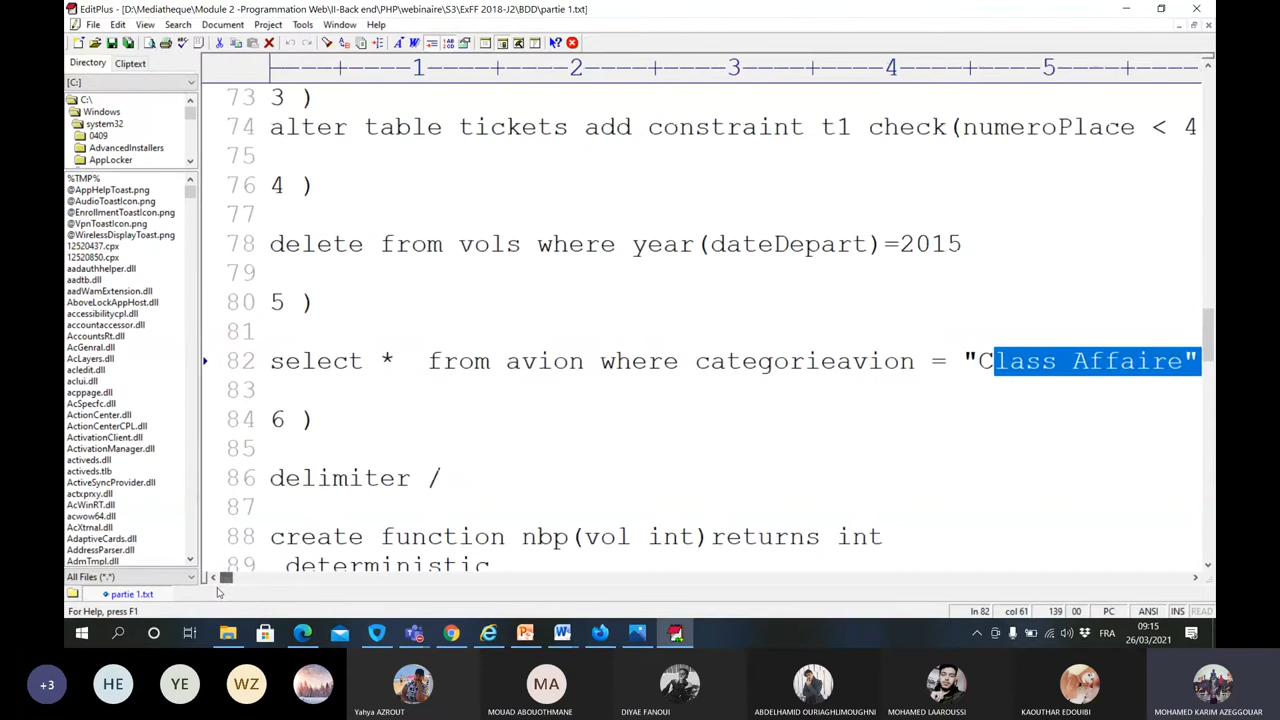 EditPlus - [D:\Mediatheque\Module 2 -Programmation Web\II-Back end\PHP\webinaire\S3\ExFF 2018-J2\BDD\partie 1.txt]
File Edit View Search Document Project Tools Window Help
Directory Cliptext
[C:]
C:\
Windows
system32
0409
AdvancedInstallers
AppLocker
%TMP%
@AppHelpToast.png
@AudioToastIcon.png
@EnrollmentToastIcon.png
@VpnToastIcon.png
@WirelessDisplayToast.png
12520437.cpx
12520850.cpx
aadauthhelper.dll
aadtb.dll
aadWamExtension.dll
AboveLockAppHost.dll
accessibilitycpl.dll
accountaccessor.dll
AccountsRt.dll
AcGenral.dll
AcLayers.dll
acledit.dll
aclui.dll
acppage.dll
AcSpecfc.dll
ActionCenter.dll
ActionCenterCPL.dll
ActivationClient.dll
ActivationManager.dll
activeds.dll
activeds.tlb
ActiveSyncProvider.dll
actxprxy.dll
AcWinRT.dll
acwow64.dll
AcXtrnal.dll
AdaptiveCards.dll
AddressParser.dll
AdmTmpl.dll
All Files (*.*)
----+----1----+----2----+----3----+----4----+----5----+--
73 3 )
74 alter table tickets add constraint t1 check(numeroPlace < 4
75
76 4 )
77
78 delete from vols where year(dateDepart)=2015
79
80 5 )
81
82 select * from avion where categorieavion = "Class Affaire"
83
84 6 )
85
86 delimiter /
87
88 create function nbp(vol int)returns int
89 deterministic
partie 1.txt
For Help, press F1
ln 82 col 61 139 00 PC ANSI INS READ
FRA
09:15
26/03/2021
+3 HE YE WZ MA
Yahya AZROUT
MOUAD ABOUOTHMANE
DIYAE FANOUI
ABDELHAMID OURIAGHLIMOUGHNI
MOHAMED LAAROUSSI
KAOUTHAR EDOUIBI
MOHAMED KARIM AZEGGOUAR